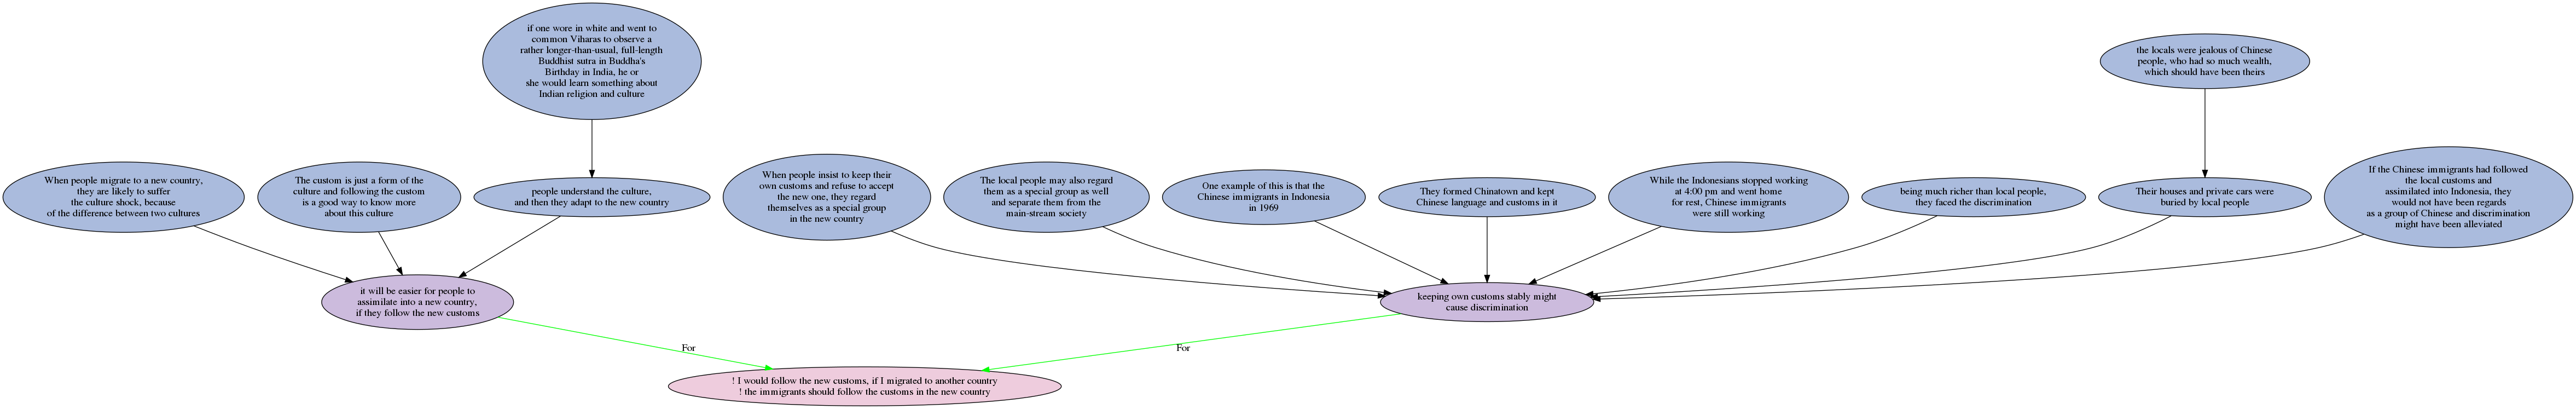 if one wore in white and went to
common Viharas to observe a
rather longer-than-usual, full-length
Buddhist sutra in Buddha's
Birthday in India, he or
she would learn something about
Indian religion and culture
the locals were jealous of Chinese
people, who had so much wealth,
which should have been theirs
When people migrate to a new country,
they are likely to suffer
the culture shock, because
of the difference between two cultures
The custom is just a form of the
culture and following the custom
is a good way to know more
about this culture
people understand the culture,
and then they adapt to the new country
When people insist to keep their
own customs and refuse to accept
the new one, they regard
themselves as a special group
in the new country
The local people may also regard
them as a special group as well
and separate them from the
main-stream society
One example of this is that the
Chinese immigrants in Indonesia
in 1969
They formed Chinatown and kept
Chinese language and customs in it
While the Indonesians stopped working
at 4:00 pm and went home
for rest, Chinese immigrants
were still working
being much richer than local people,
they faced the discrimination
Their houses and private cars were
buried by local people
If the Chinese immigrants had followed
the local customs and
assimilated into Indonesia, they
would not have been regards
as a group of Chinese and discrimination
might have been alleviated
it will be easier for people to
assimilate into a new country,
if they follow the new customs
keeping own customs stably might
cause discrimination
For
For
! I would follow the new customs, if I migrated to another country
! the immigrants should follow the customs in the new country